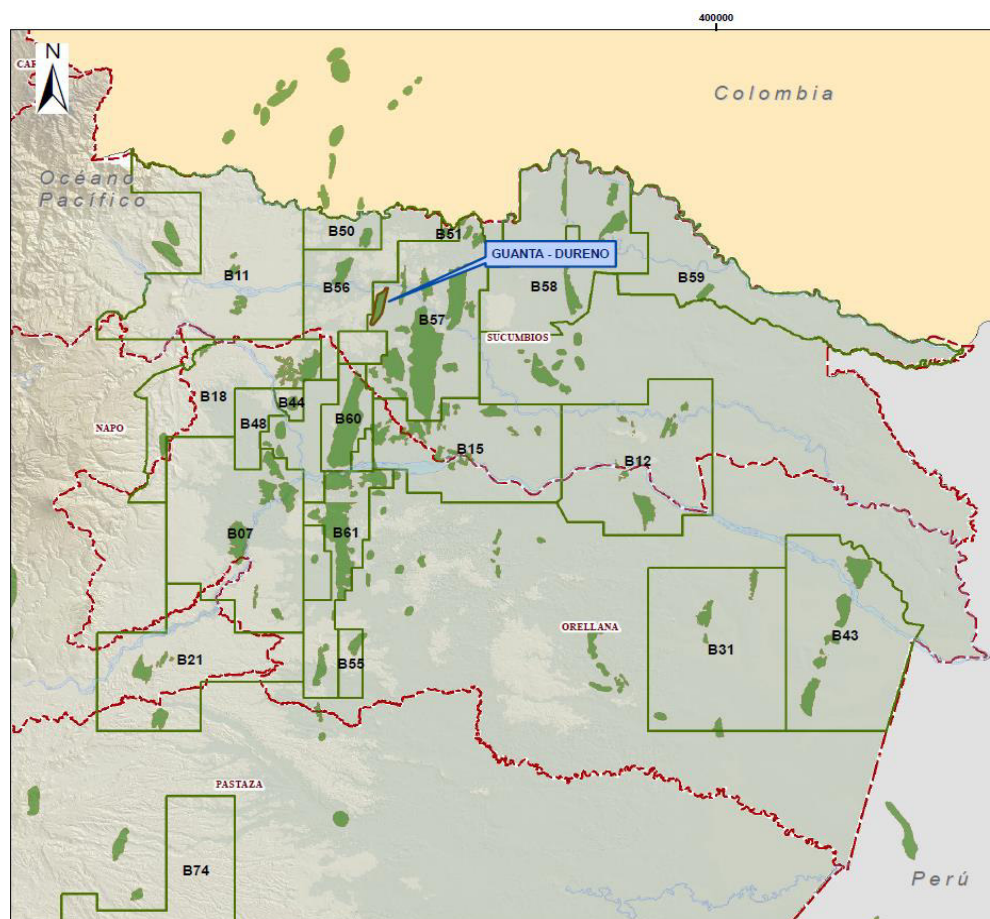 400000
N
CAR
Colombia
Océano
Pacífico
B50
B51
GUANTA - DURENO
B11
B56
B58
B59
B57
SUCUMBIOS
B18
B44
B60
NAPO
B48
B15
B12
B07
B61
ORELLANA
B31
B43
B21
B55
PASTAZA
B74
Perú